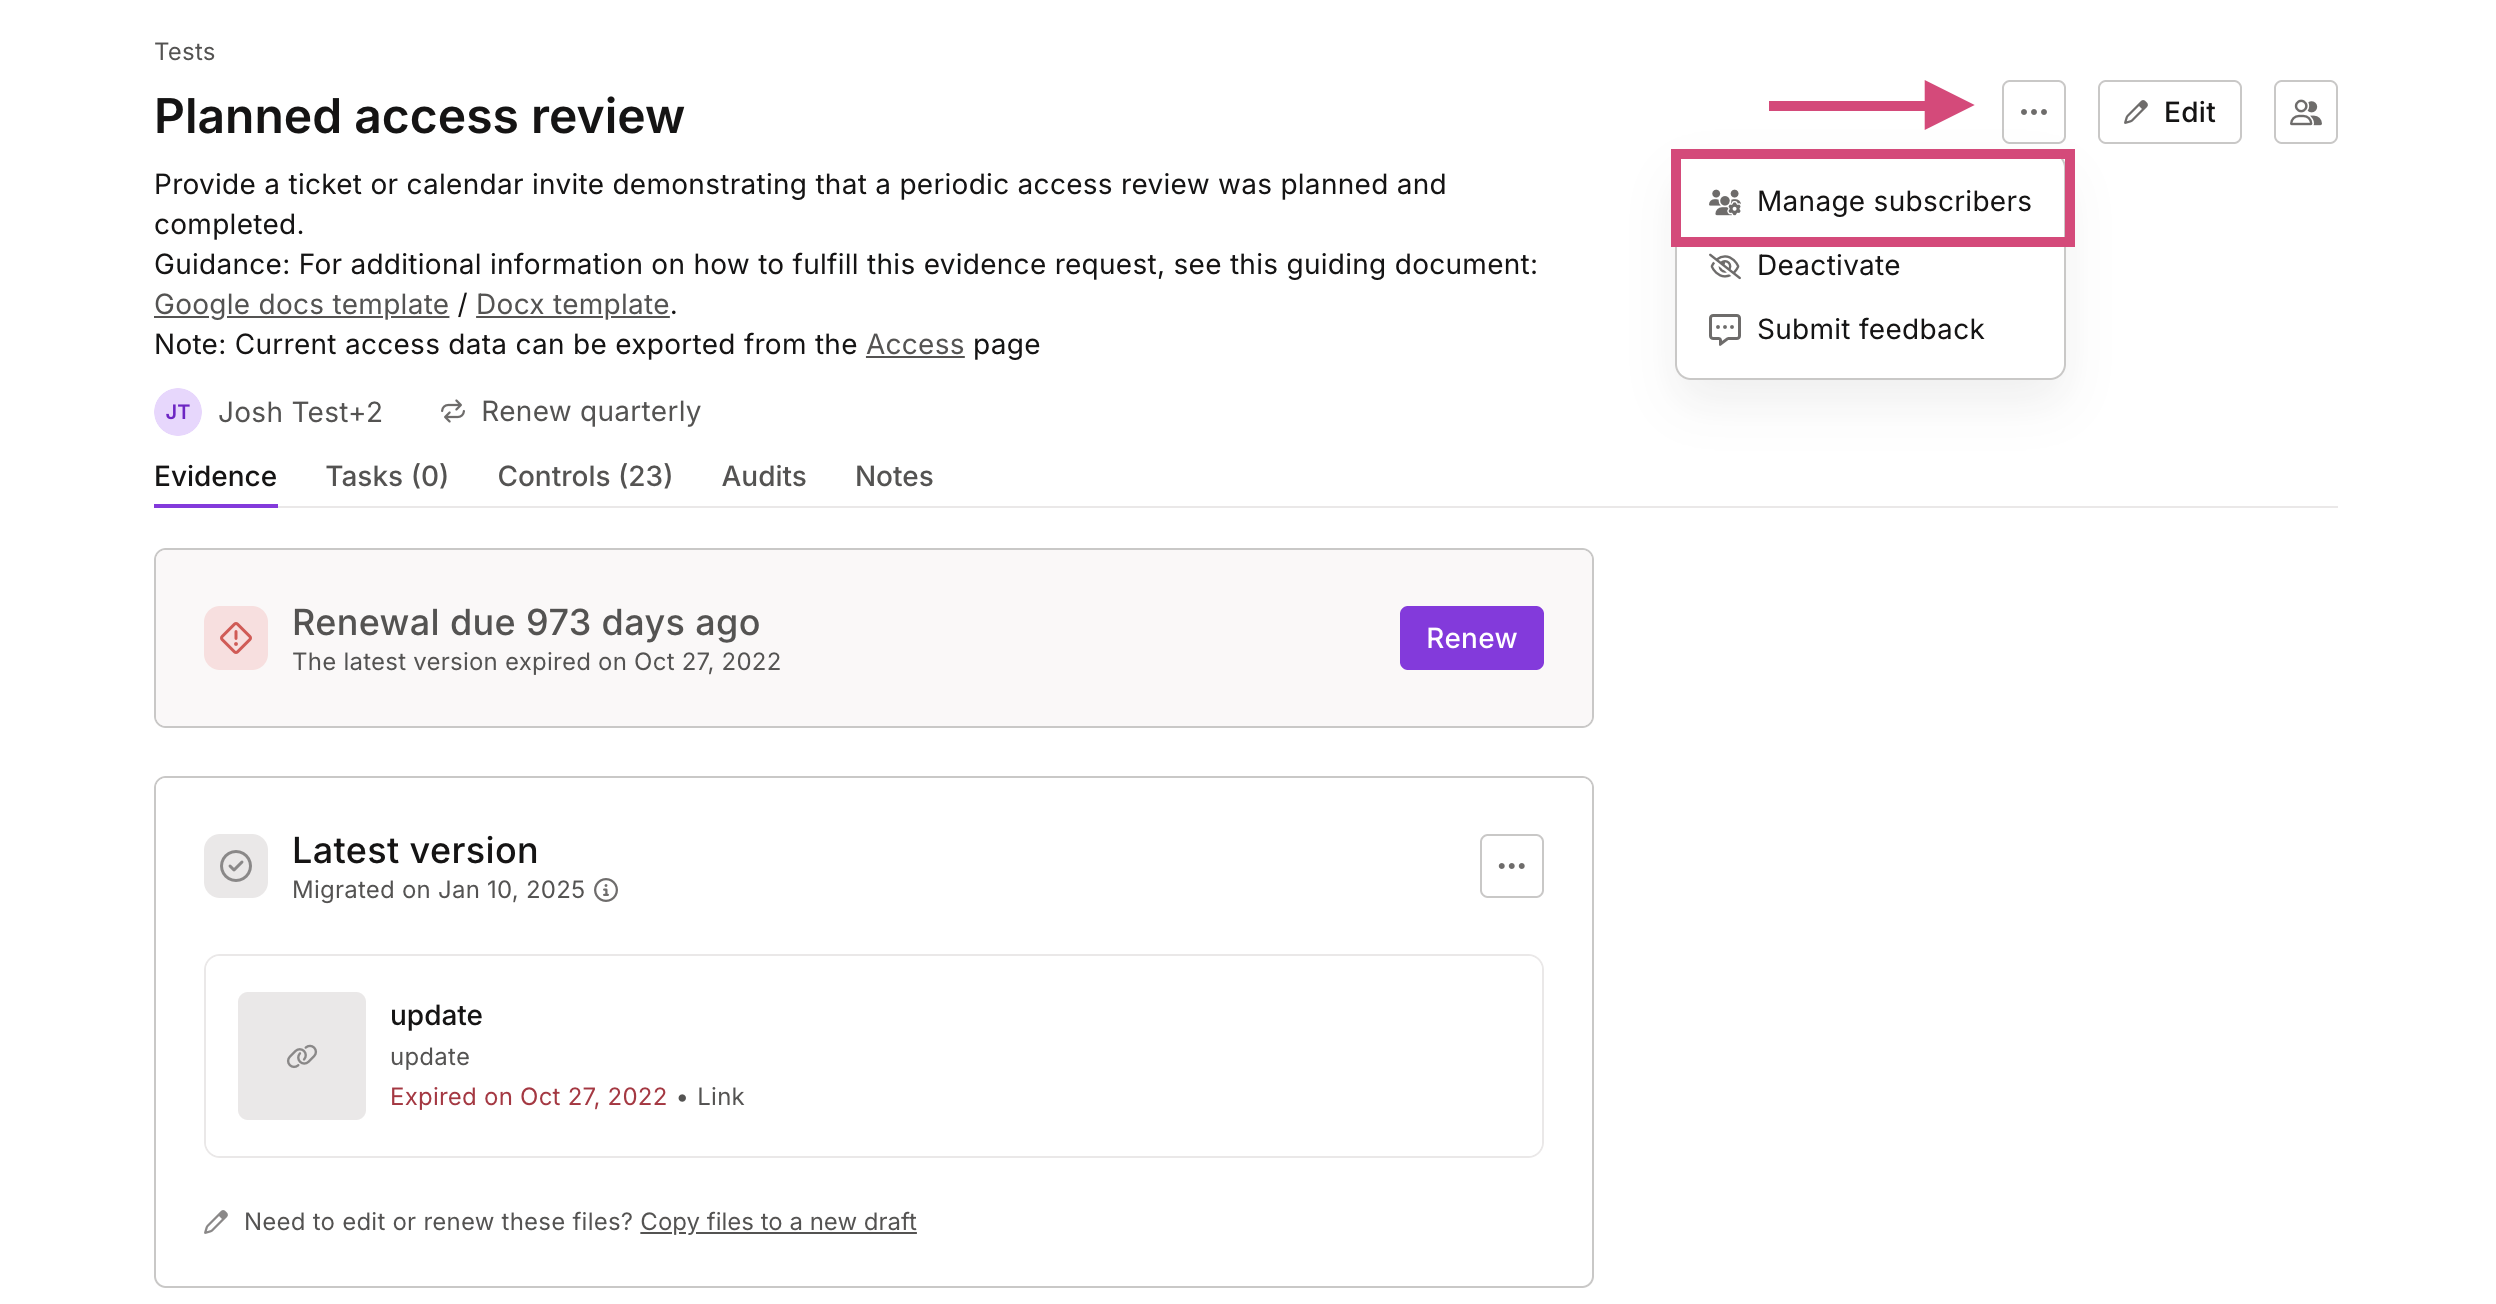 Tests
Planned access review
Edit
Provide a ticket or calendar invite demonstrating that a periodic access review was planned and
completed.
Guidance: For additional information on how to fulfill this evidence request, see this guiding document:
Google docs template / Docx template.
Note: Current access data can be exported from the Access page
Manage subscribers
Deactivate
Submit feedback
JT Josh Test+2 Renew quarterly
Evidence Tasks (0) Controls (23) Audits Notes
Renewal due 973 days ago
The latest version expired on Oct 27, 2022
Renew
Latest version
Migrated on Jan 10, 2025
update
update
Expired on Oct 27, 2022 • Link
Need to edit or renew these files? Copy files to a new draft